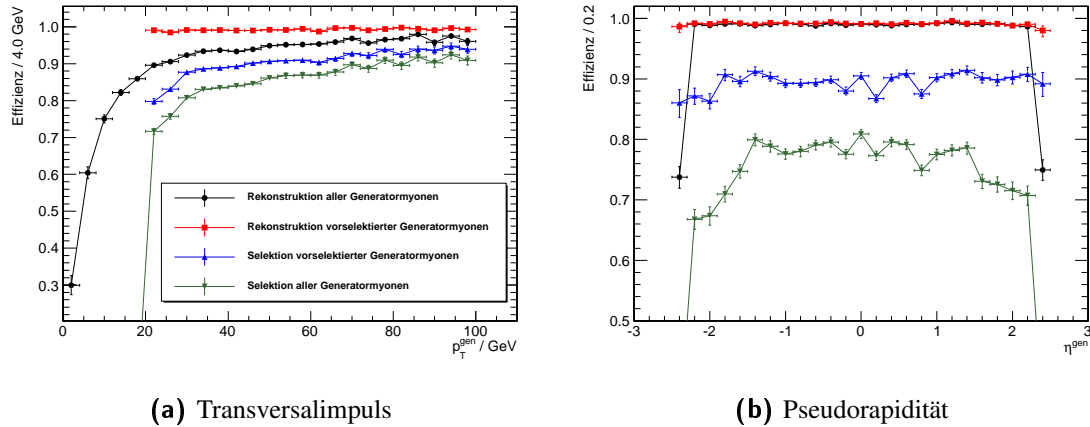 Effizienz / 4.0 GeV
1.0
0.9
0.8
0.7
0.6
0.5
0.4
0.3
Rekonstruktion aller Generatormyonen
Rekonstruktion vorselektierter Generatormyonen
Selektion vorselektierter Generatormyonen
Selektion aller Generatormyonen
0 20 40 60 80 100
p_T^gen / GeV
(a) Transversalimpuls
Effizienz / 0.2
1.0
0.9
0.8
0.7
0.6
0.5
-3 -2 -1 0 1 2 3
η^gen
(b) Pseudorapidität